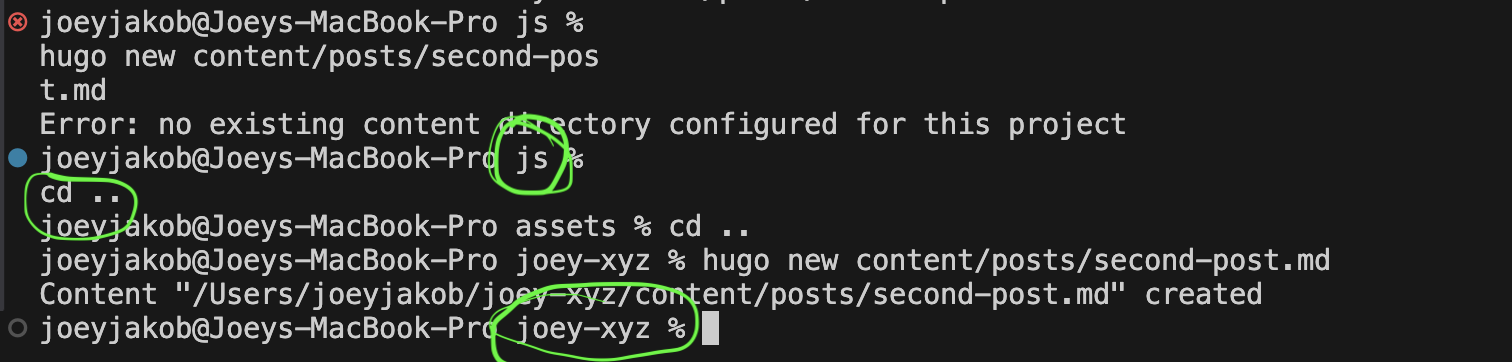 joeyjakob@Joeys-MacBook-Pro js %
hugo new content/posts/second-pos
t.md
Error: no existing content directory configured for this project
joeyjakob@Joeys-MacBook-Pro js %
cd ..
joeyjakob@Joeys-MacBook-Pro assets % cd ..
joeyjakob@Joeys-MacBook-Pro joey-xyz % hugo new content/posts/second-post.md
Content "/Users/joeyjakob/joey-xyz/content/posts/second-post.md" created
joeyjakob@Joeys-MacBook-Pro joey-xyz %